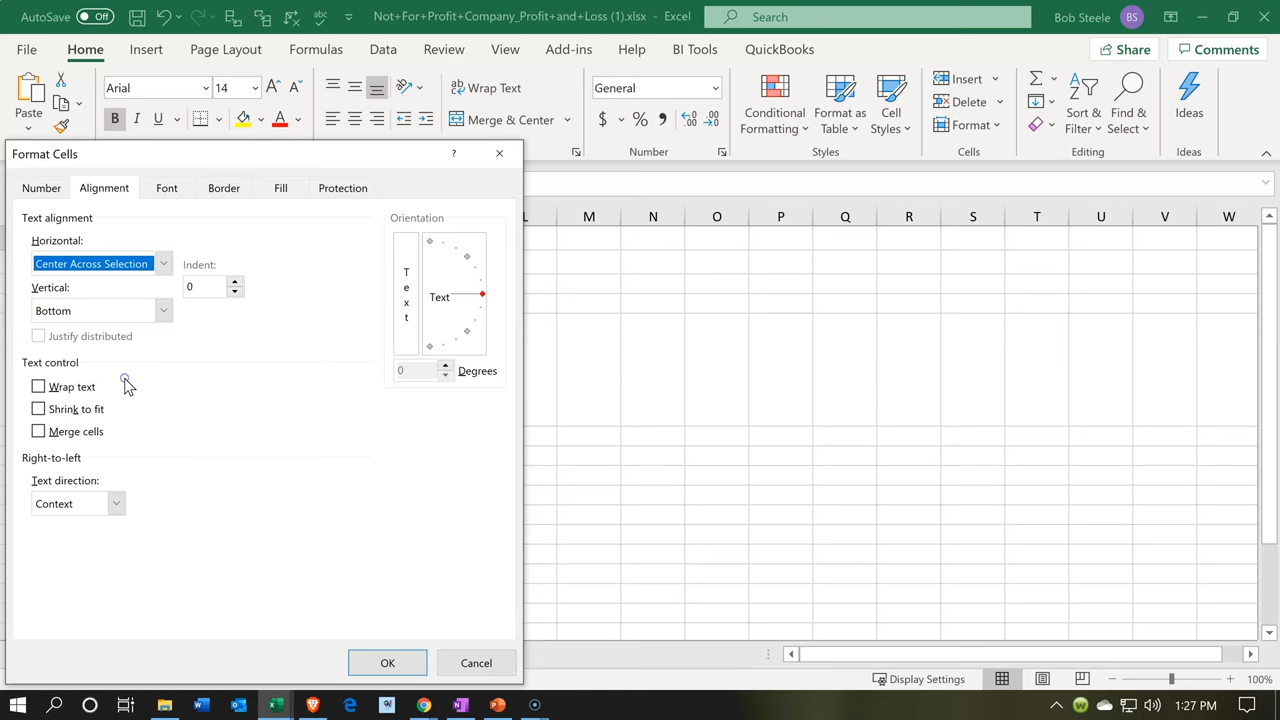 AutoSave Off Not For Profit Company_Profit and Loss (1).xlsx - Excel Search Bob Steele BS
File Home Insert Page Layout Formulas Data Review View Add-ins Help BI Tools QuickBooks Share Comments
Paste Arial 14 A A ab Wrap Text General Conditional Formatting Format as Table Cell Styles Insert Sort & Filter Find & Select Ideas
B I U A Merge & Center $ % , Delete
Format
Number Styles Cells Editing Ideas
Format Cells ?
Number Alignment Font Border Fill Protection
Text alignment Orientation
Horizontal:
Center Across Selection Indent:
Vertical: 0
Bottom
Justify distributed
Text
Text
0 Degrees
Text control
Wrap text
Shrink to fit
Merge cells
Right-to-left
Text direction:
Context
OK Cancel
L M N O P Q R S T U V W
Display Settings 100%
1:27 PM